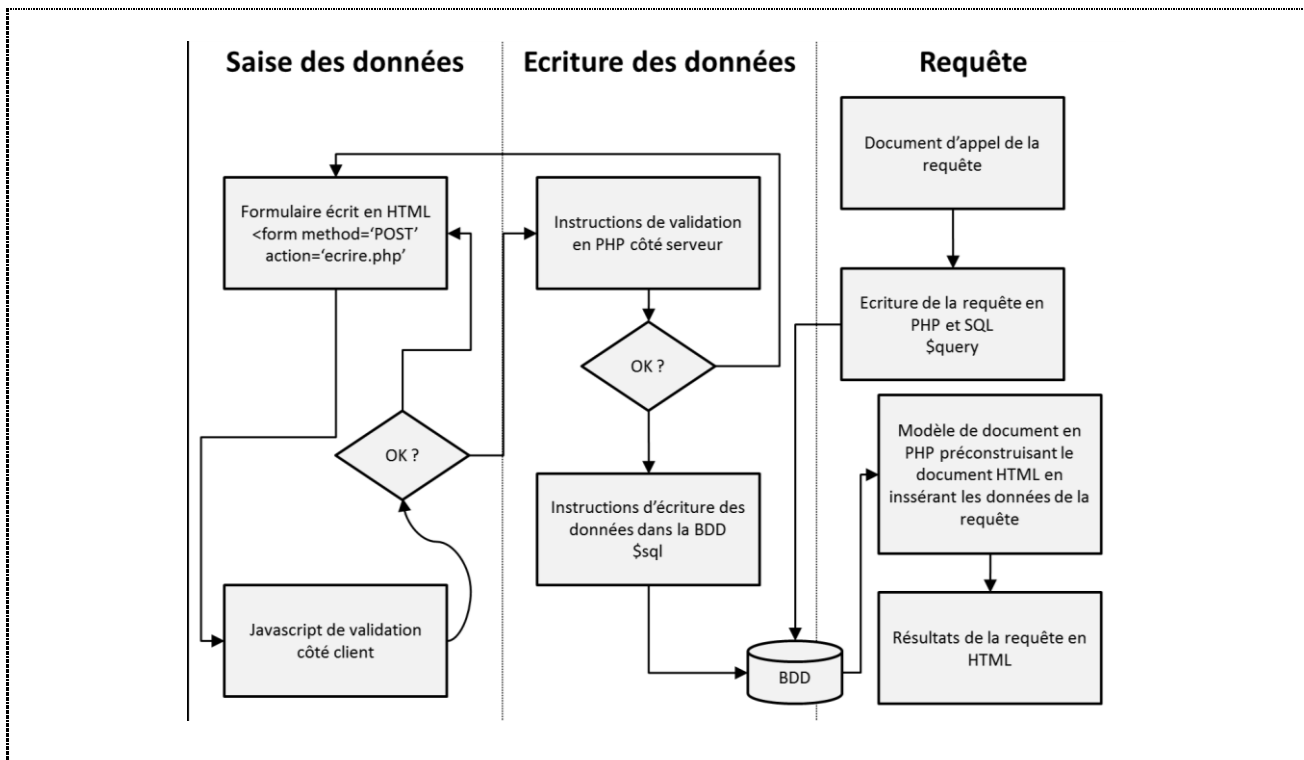 Saise des données
Formulaire écrit en HTML
<form method=‘POST’
action=‘ecrire.php’
OK ?
Javascript de validation
côté client
Ecriture des données
Instructions de validation
en PHP côté serveur
OK ?
Instructions d’écriture des
données dans la BDD
$sql
BDD
Requête
Document d’appel de la
requête
Ecriture de la requête en
PHP et SQL
$query
Modèle de document en
PHP préconstruisant le
document HTML en
inssérant les données de la
requête
Résultats de la requête en
HTML